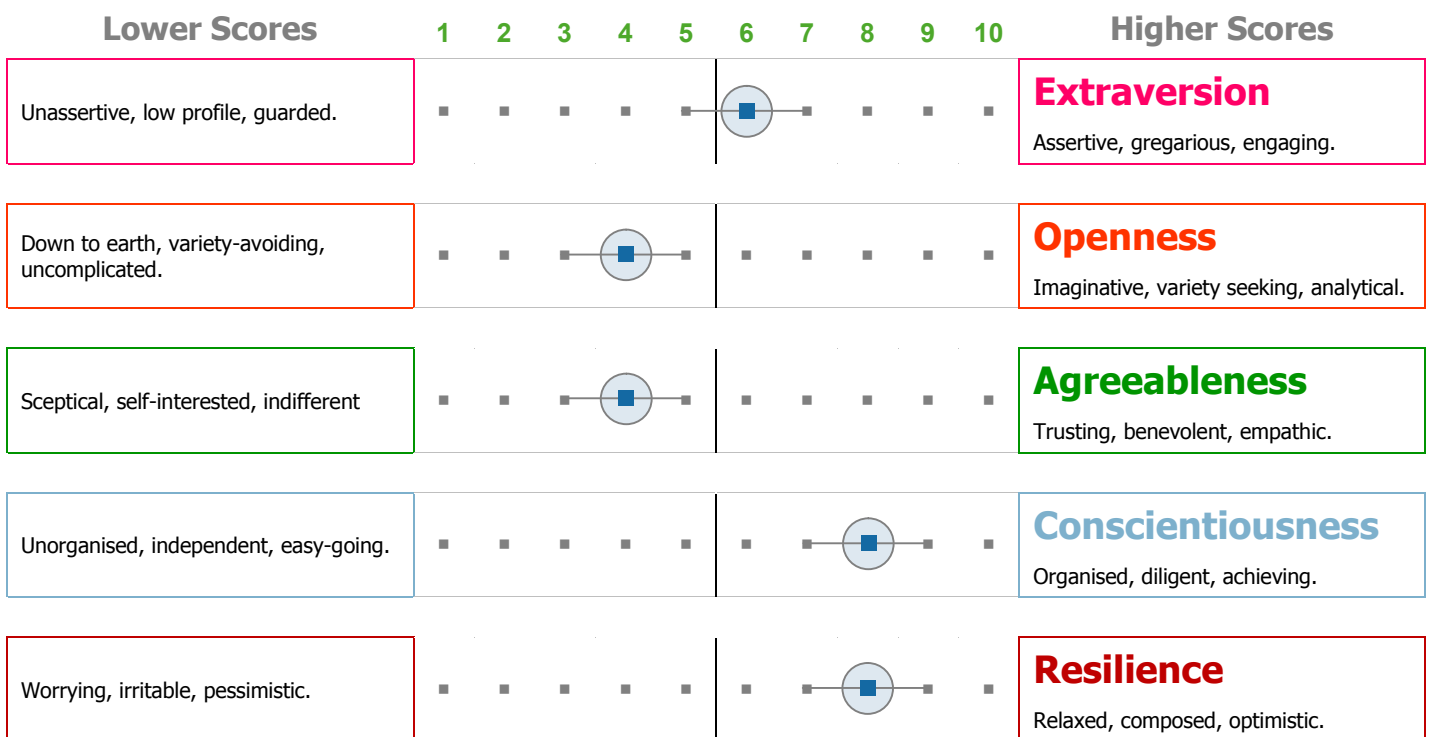 Lower Scores 1 2 3 4 5 6 7 8 9 10 Higher Scores
Unassertive, low profile, guarded.
Extraversion
Assertive, gregarious, engaging.
Down to earth, variety-avoiding,
uncomplicated.
Openness
Imaginative, variety seeking, analytical.
Sceptical, self-interested, indifferent
Agreeableness
Trusting, benevolent, empathic.
Unorganised, independent, easy-going.
Conscientiousness
Organised, diligent, achieving.
Worrying, irritable, pessimistic.
Resilience
Relaxed, composed, optimistic.